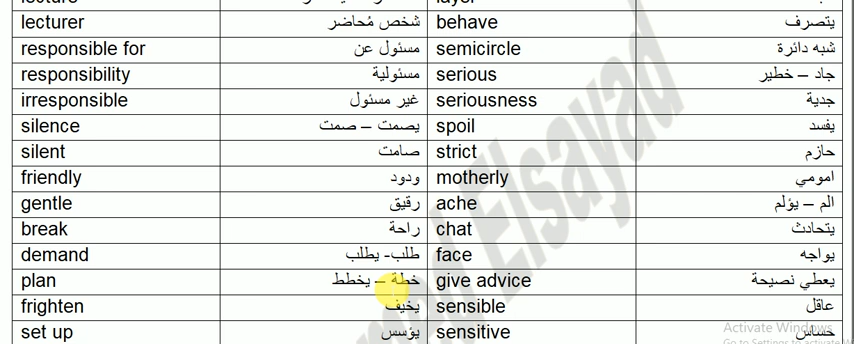 lecturer شخص مُحاضر behave يتصرف
responsible for مسئول عن semicircle شبه دائرة
responsibility مسئولية serious جاد – خطير
irresponsible غير مسئول seriousness جدية
silence يصمت – صمت spoil يفسد
silent صامت strict حازم
friendly ودود motherly امومي
gentle رقيق ache الم – يؤلم
break راحة chat يتحادث
demand طلب- يطلب face يواجه
plan خطة – يخطط give advice يعطي نصيحة
frighten يخيف sensible عاقل
set up يؤسس sensitive حساس
Elsayad
Activate Windows